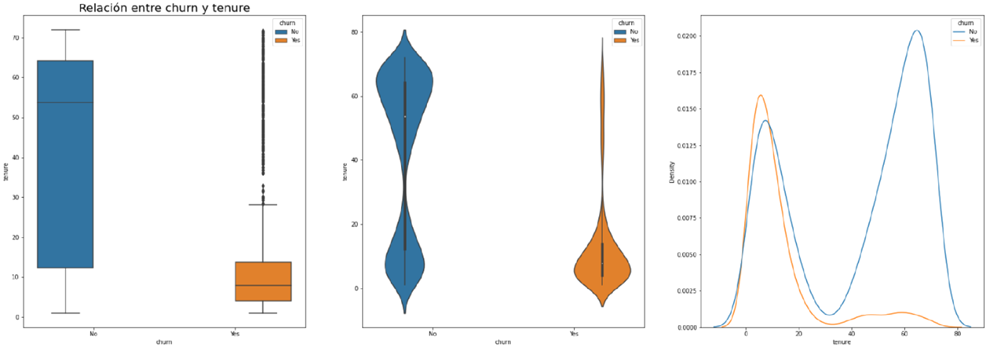 Relación entre churn y tenure
churn
No
Yes
70
60
50
40
30
20
10
0
tenure
No
Yes
churn
churn
No
Yes
80
60
40
20
0
tenure
No
Yes
churn
churn
No
Yes
0.0200
0.0175
0.0150
0.0125
0.0100
0.0075
0.0050
0.0025
0.0000
Density
0
20
40
60
80
tenure